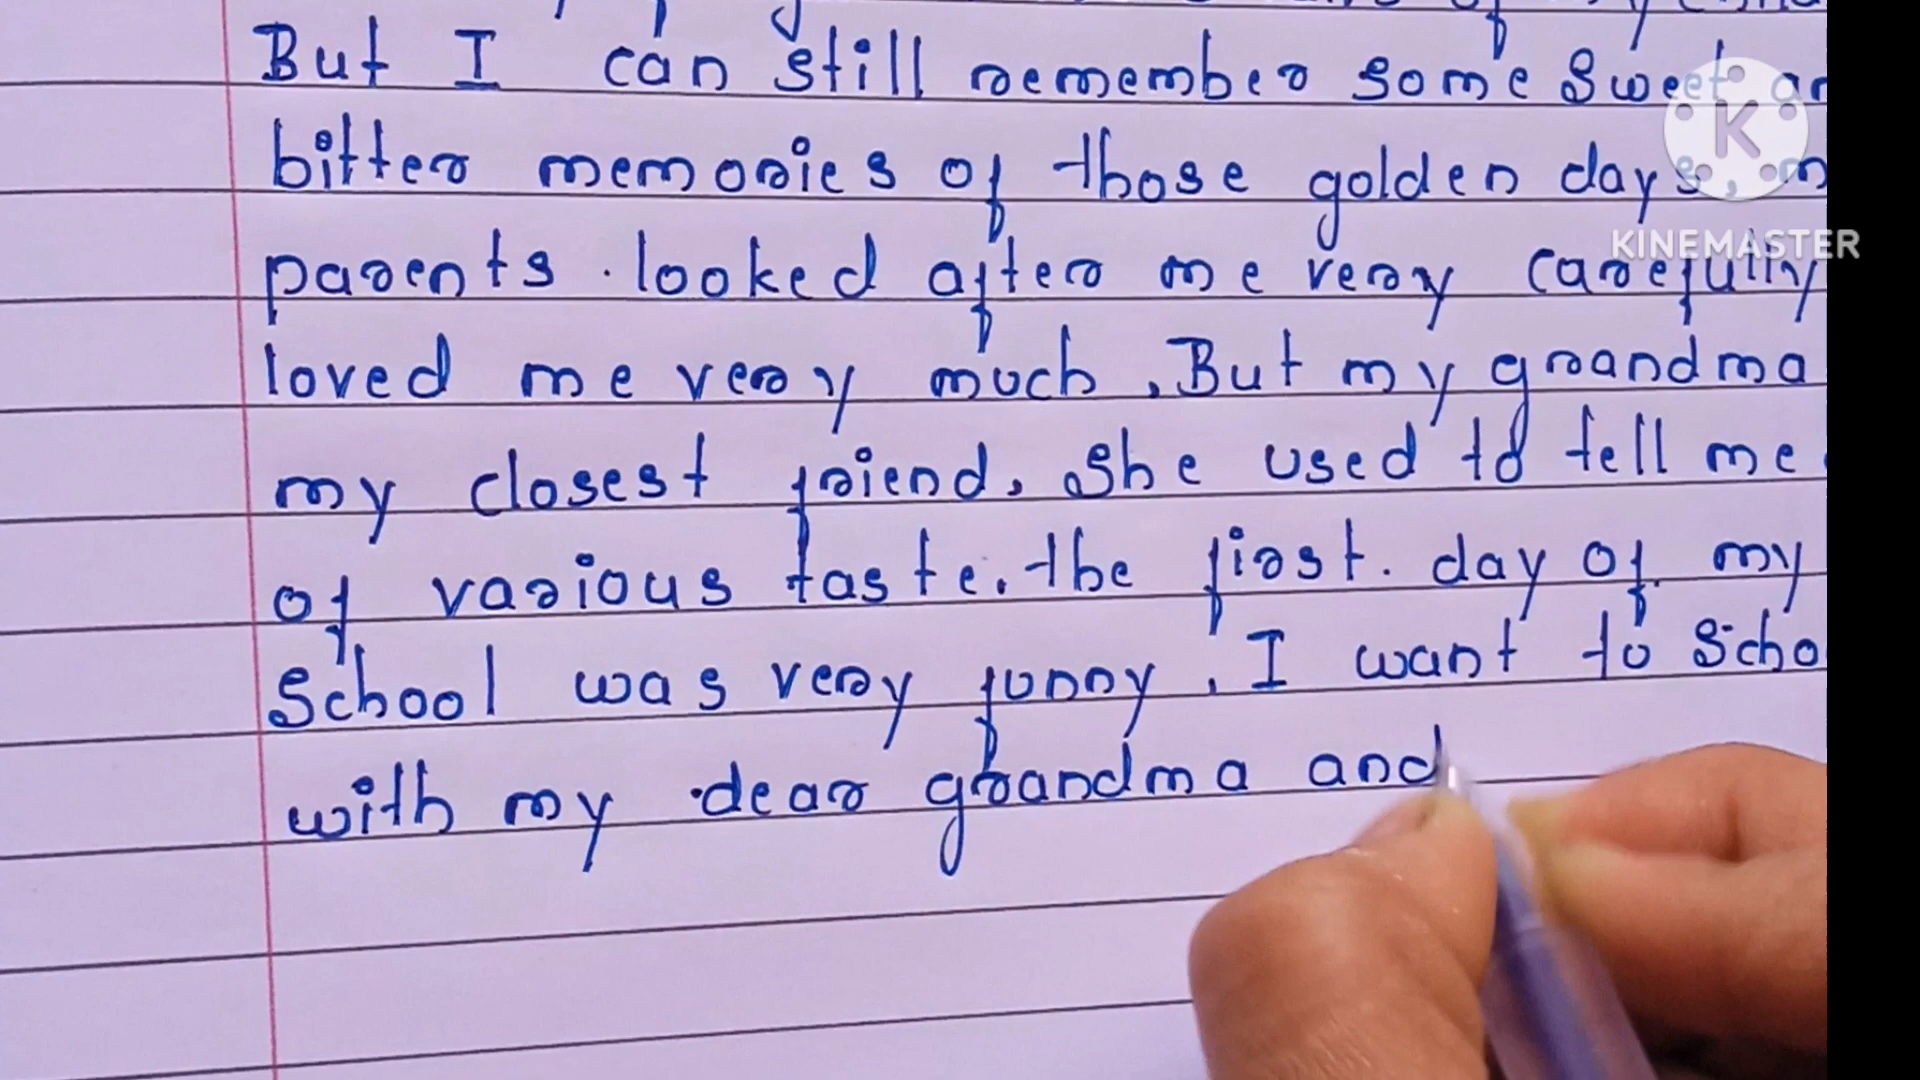 But I can still remember some sweet
bitter memories of those golden days,
parents . looked after me very carefully
loved me very much , But my grandma
my closest friend. She used to tell me
of various taste. the first . day of my
School was very funny . I want to Scho
with my dear grandma and
KINEMASTER